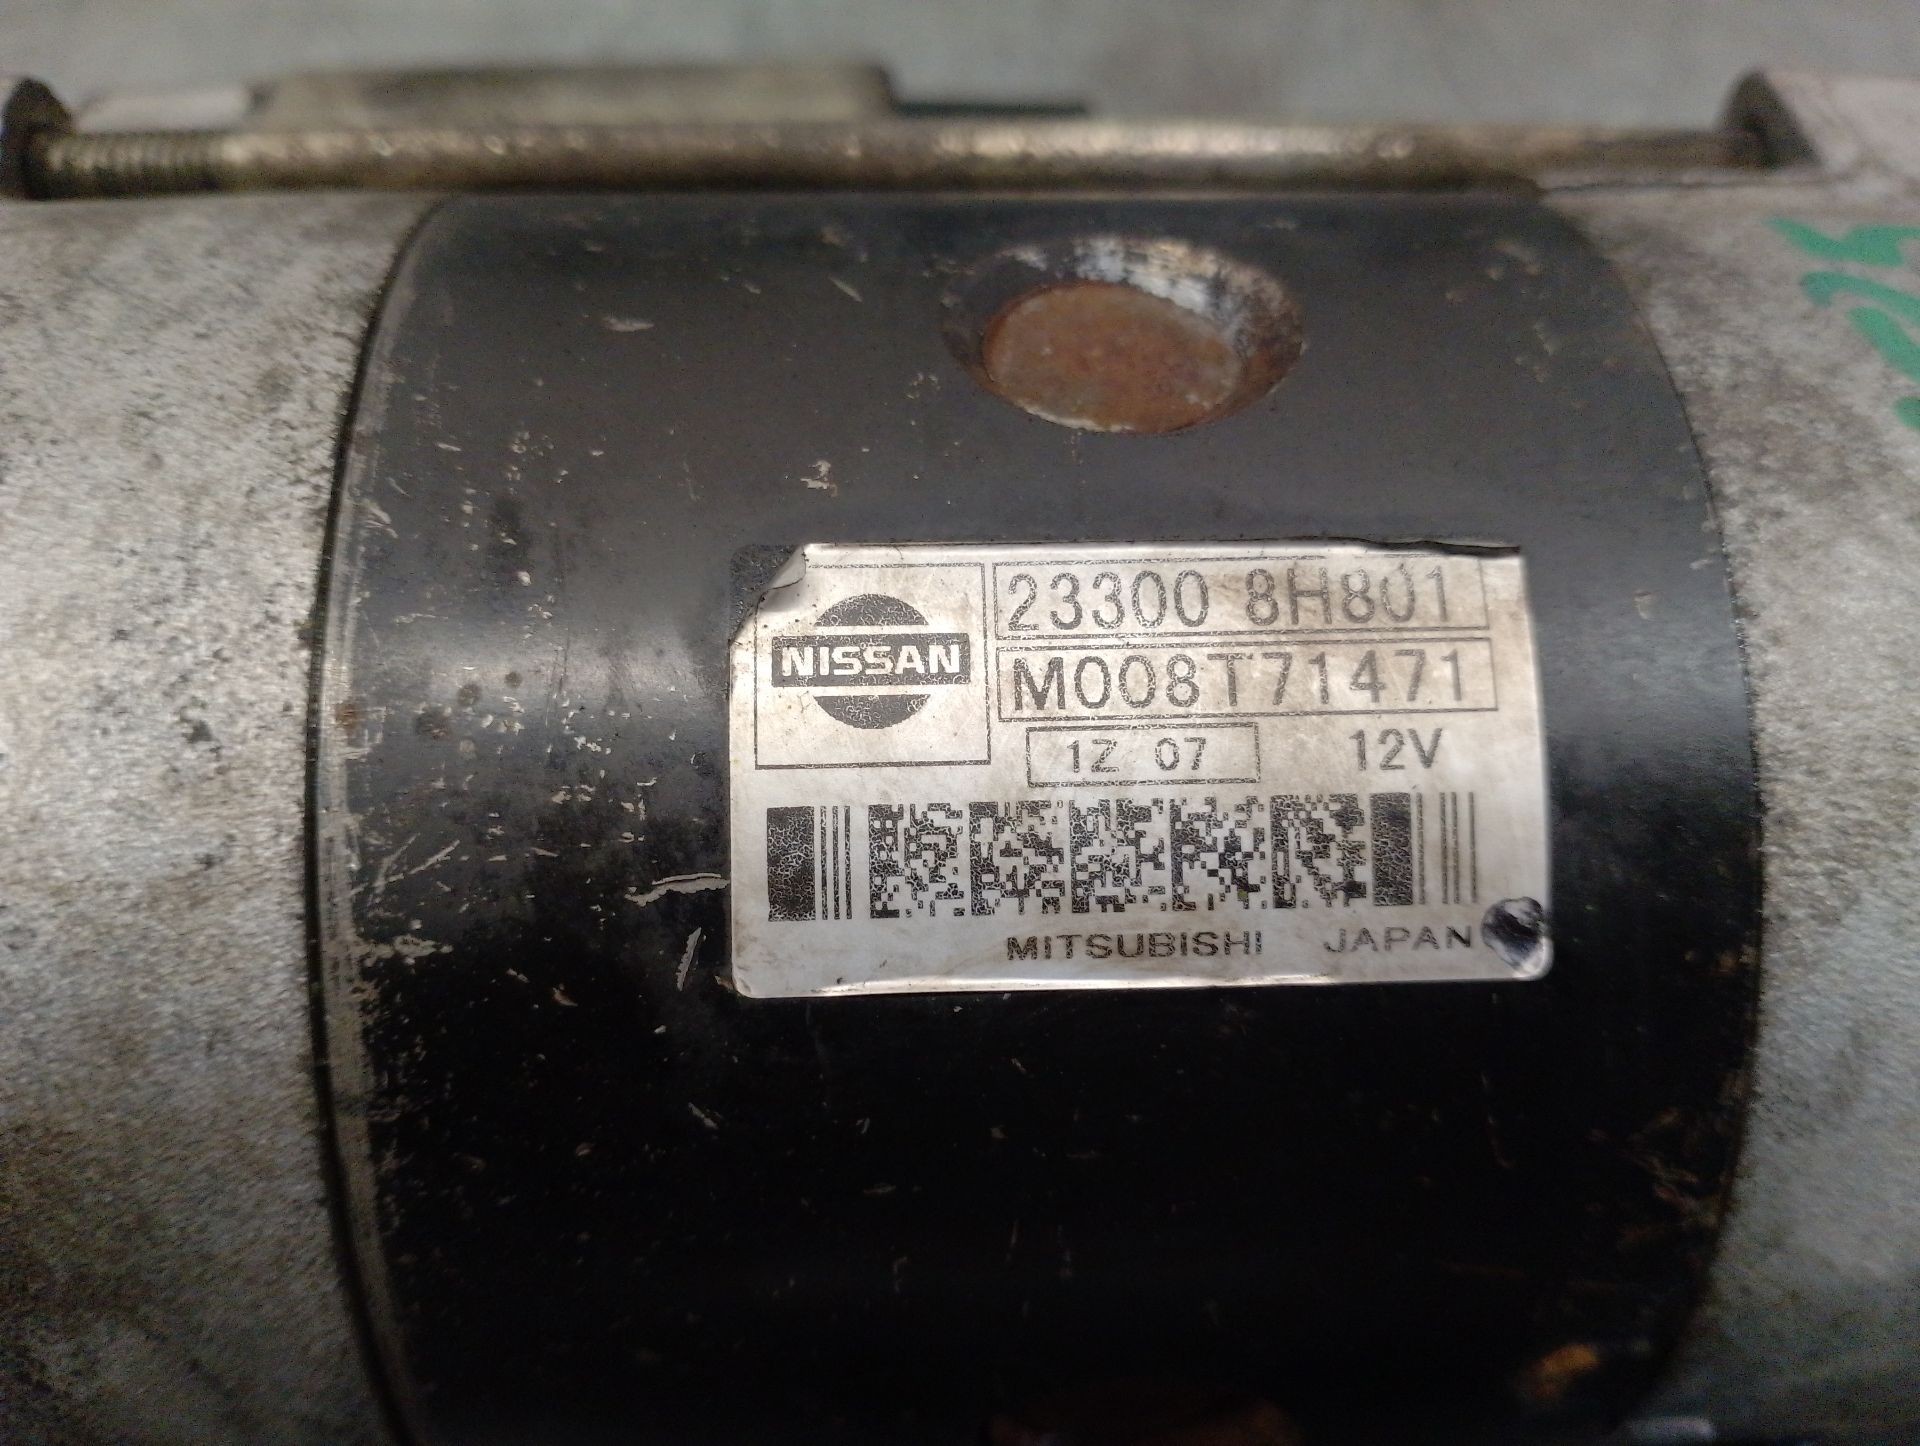 NISSAN
23300 8H801
M008T71471
1Z 07 12V
MITSUBISHI JAPAN